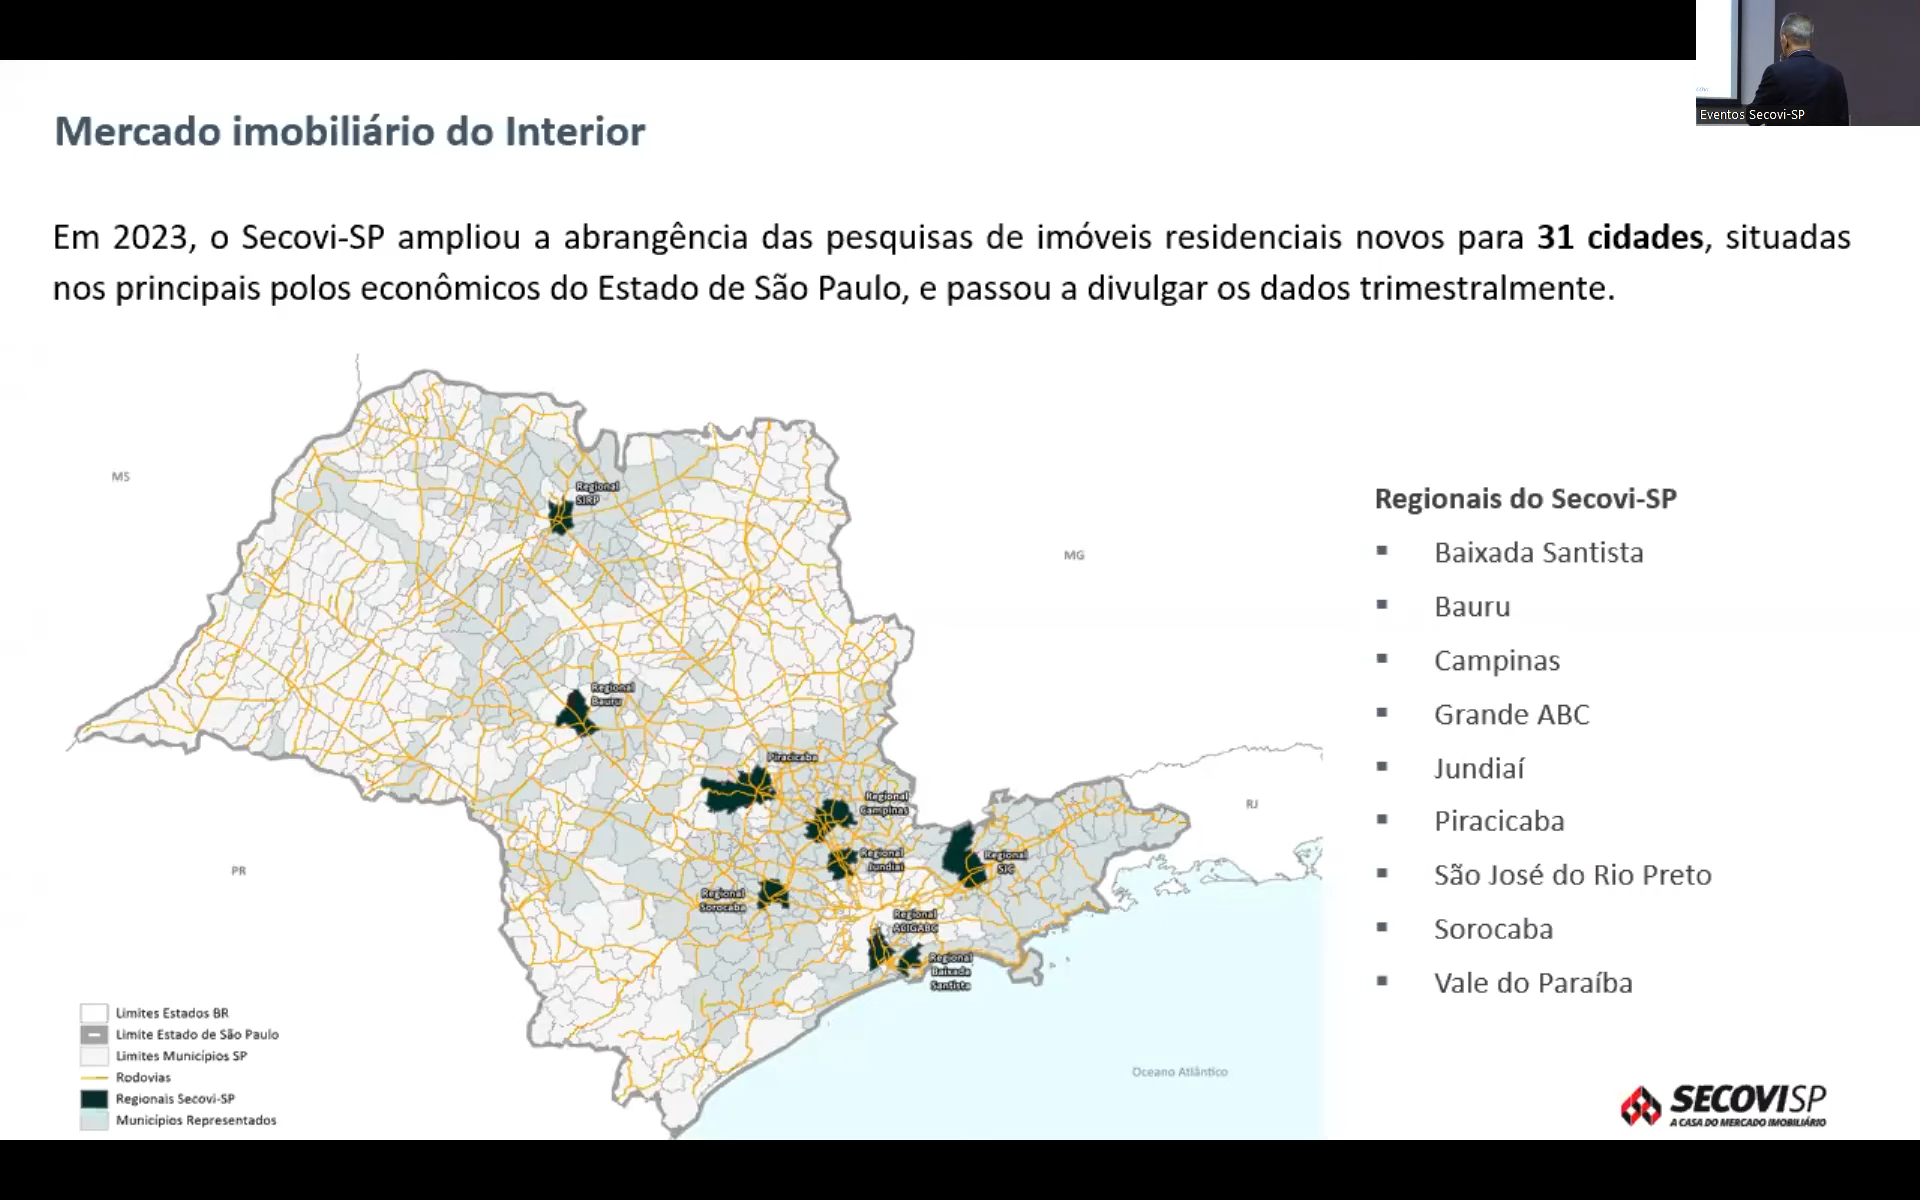 Eventos Secovi-SP
Mercado imobiliário do Interior
Em 2023, o Secovi-SP ampliou a abrangência das pesquisas de imóveis residenciais novos para 31 cidades, situadas
nos principais polos econômicos do Estado de São Paulo, e passou a divulgar os dados trimestralmente.
MS
MG
RJ
PR
Regional
SIRP
Regional
Bauru
Piracicaba
Regional
Campinas
Regional
Jundiaí
Regional
SJC
Regional
Sorocaba
Regional
ACIGABC
Regional
Baixada
Santista
Oceano Atlântico
Limites Estados BR
Limite Estado de São Paulo
Limites Municípios SP
Rodovias
Regionais Secovi-SP
Municípios Representados
Regionais do Secovi-SP
Baixada Santista
Bauru
Campinas
Grande ABC
Jundiaí
Piracicaba
São José do Rio Preto
Sorocaba
Vale do Paraíba
SECOVISP
A CASA DO MERCADO IMOBILIÁRIO